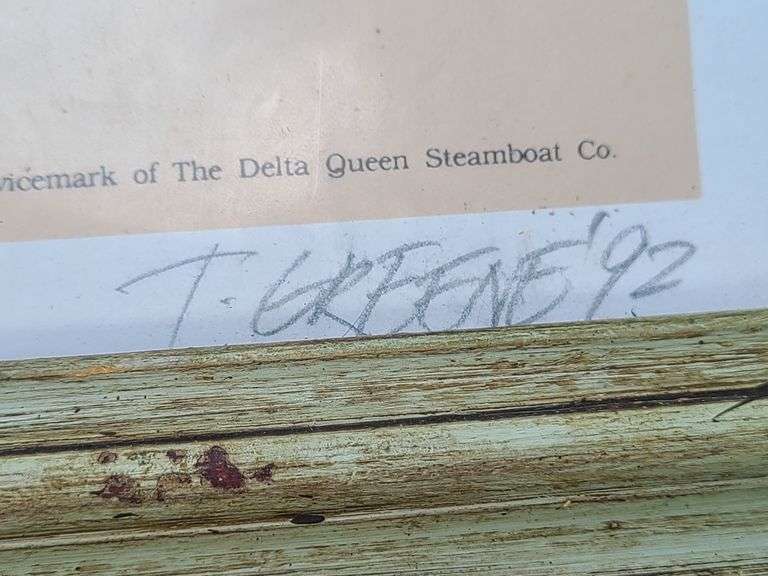 vicemark of The Delta Queen Steamboat Co.
T. GREENE '92